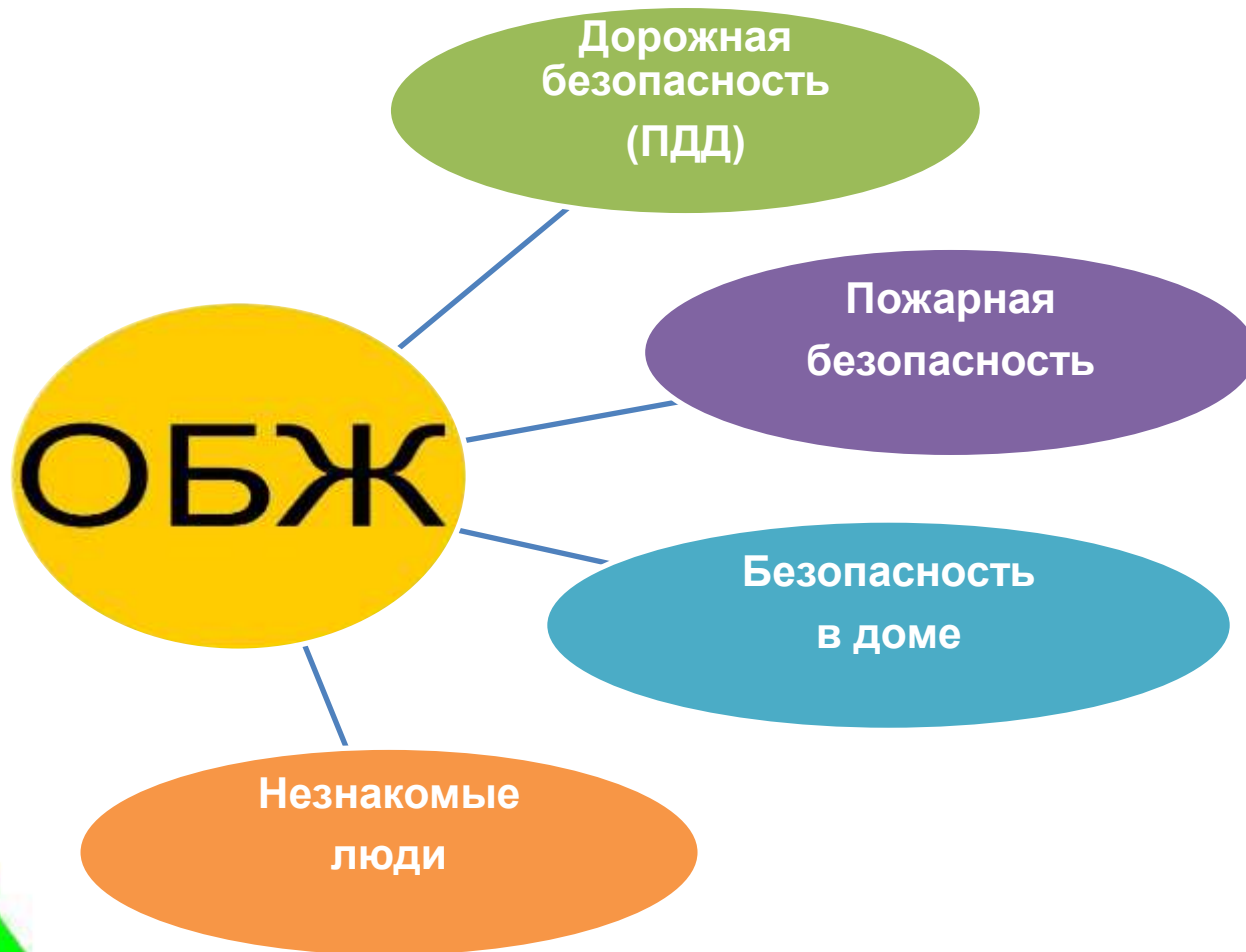 Дорожная
безопасность
(ПДД)
Пожарная
безопасность
ОБЖ
Безопасность
в доме
Незнакомые
люди